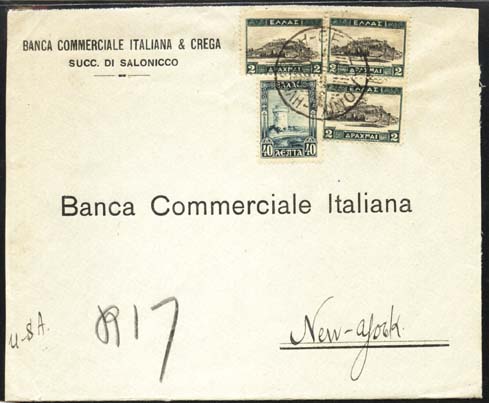 BANCA COMMERCIALE ITALIANA & CREGA
SUCC. DI SALONICCO
ΕΛΛΑΣ ΕΛΛΑΣ
2 ΔΡΑΧΜΑΙ 2 2 ΔΡΑΧΜΑΙ 2
ΕΛΛΑΣ
40 ΛΕΠΤΑ 40
2 ΔΡΑΧΜΑΙ 2
Banca Commerciale Italiana
U.S.A.
917
New-York.